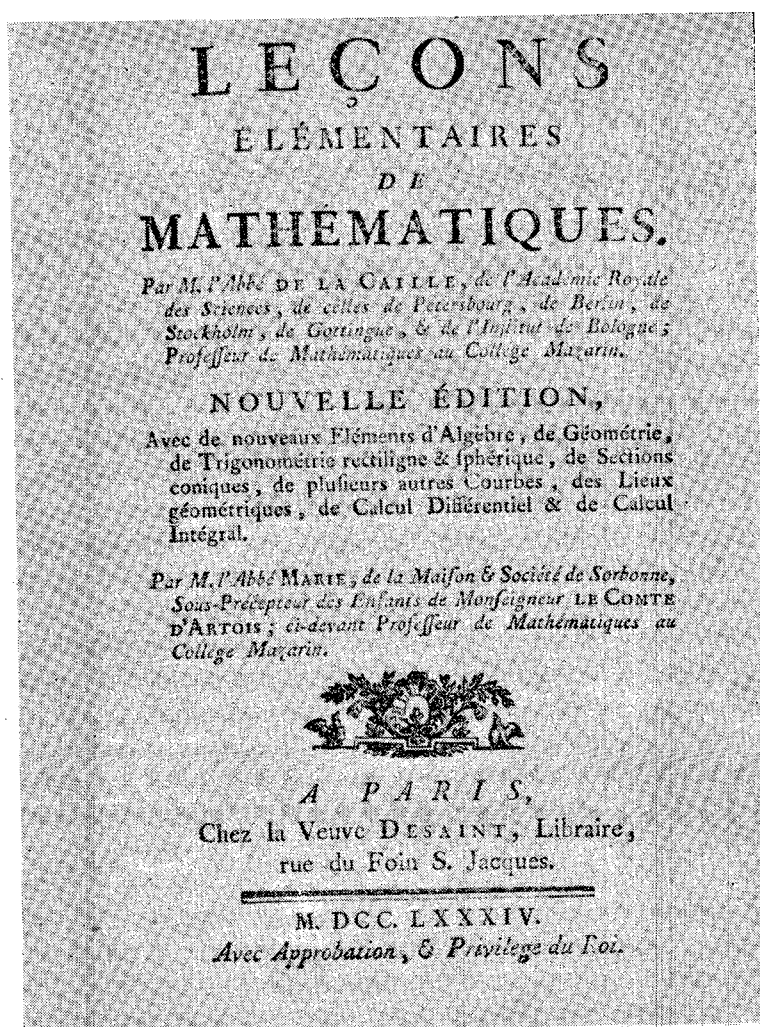 LEÇONS
ÉLÉMENTAIRES
DE
MATHÉMATIQUES.
Par M. l'Abbé DE LA CAILLE, de l'Académie Royale
des Sciences, de celles de Petersbourg, de Berlin, de
Stockholm, de Gottingue, & de l'Institut de Bologne ;
Professeur de Mathématiques au College Mazarin.
NOUVELLE ÉDITION,
Avec de nouveaux Eléments d'Algebre, de Géométrie,
de Trigonométrie rectiligne & sphérique, de Sections
coniques, de plusieurs autres Courbes, des Lieux
géométriques, de Calcul Différentiel & de Calcul
Intégral.
Par M. l'Abbé MARIE, de la Maison & Société de Sorbonne,
Sous-Précepteur des Enfants de Monseigneur LE COMTE
D'ARTOIS ; ci-devant Professeur de Mathématiques au
College Mazarin.
A PARIS,
Chez la Veuve DESAINT, Libraire,
rue du Foin S. Jacques.
M. DCC. LXXXIV.
Avec Approbation, & Privilege du Roi.